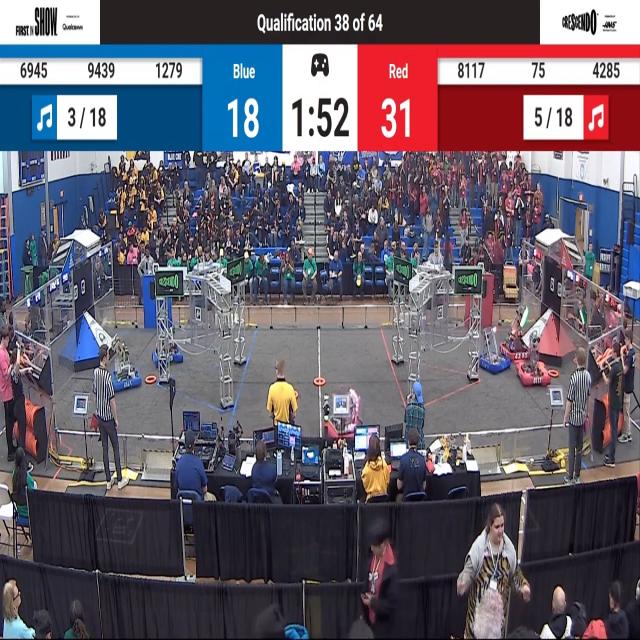 FIRST IN SHOW
Qualcomm
Qualification 38 of 64
CRESCENDO
6945 9439 1279
Blue
Red
8117 75 4285
3 / 18
18
1:52
31
5 / 18